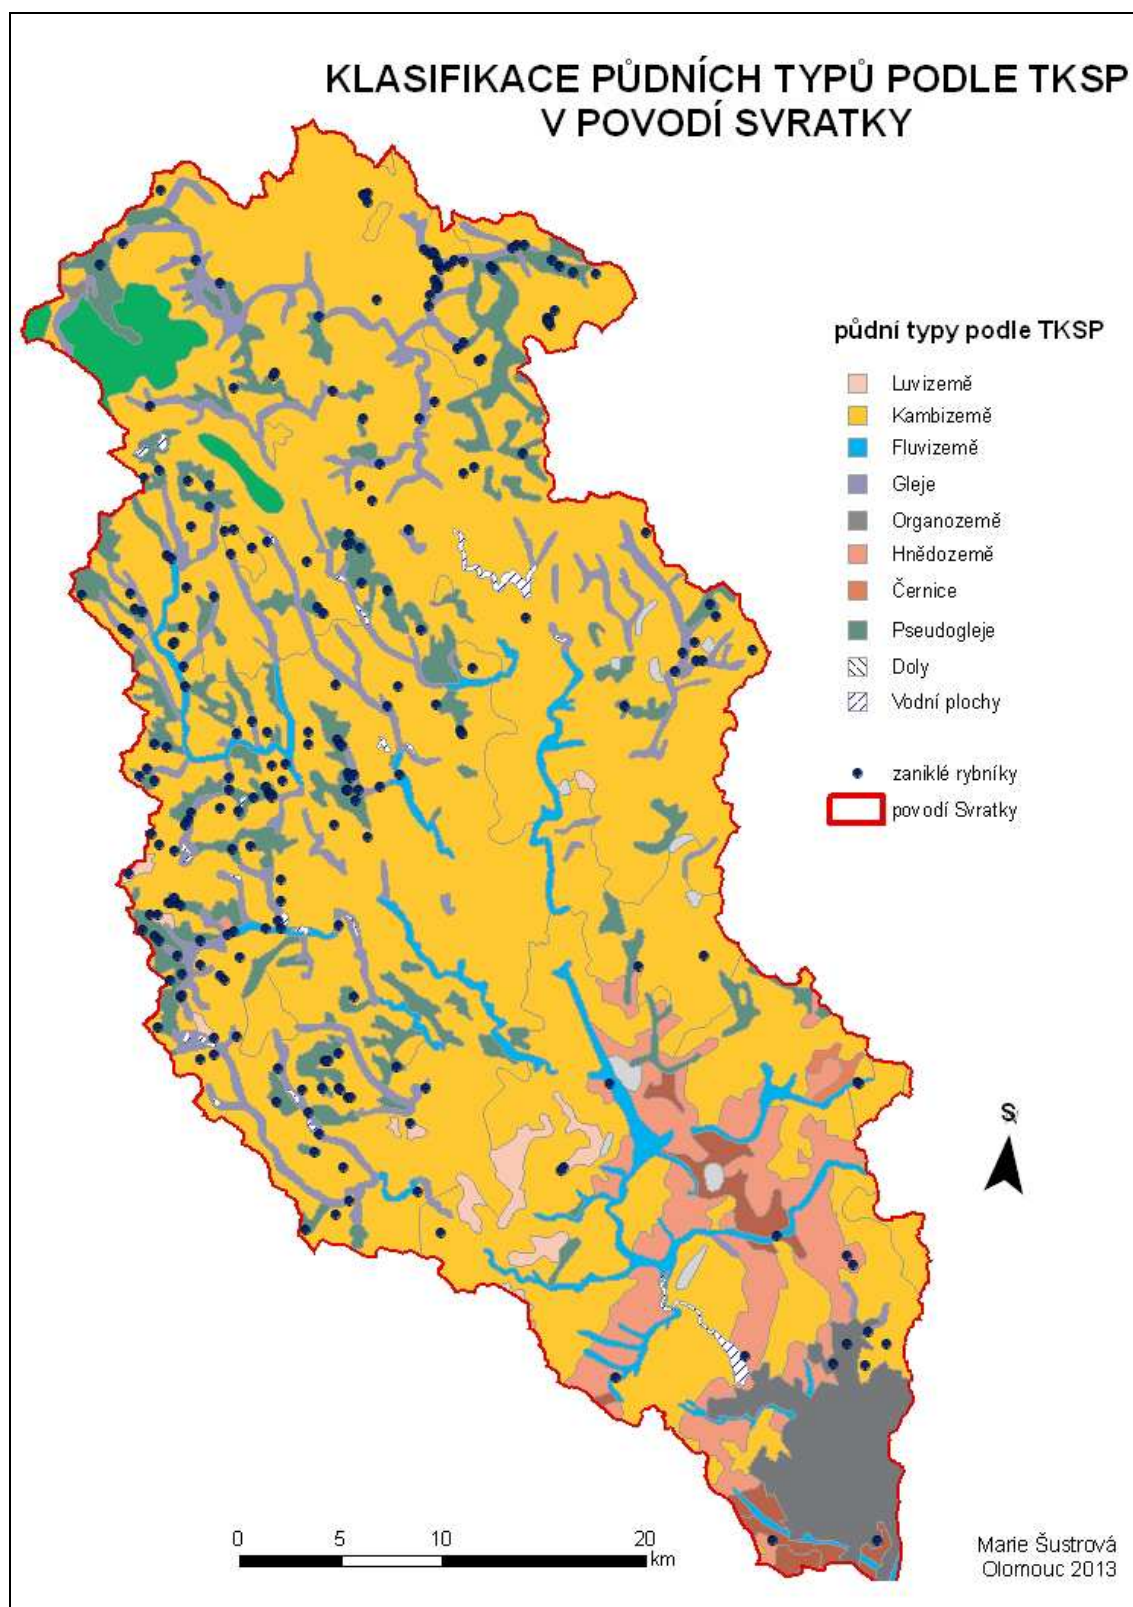 KLASIFIKACE PŮDNÍCH TYPŮ PODLE TKSP
V POVODÍ SVRATKY
půdní typy podle TKSP
Luvizemě
Kambizemě
Fluvizemě
Gleje
Organozemě
Hnědozemě
Černice
Pseudogleje
Doly
Vodní plochy
zaniklé rybníky
povodí Svratky
S
0 5 10 20
km
Marie Šustrová
Olomouc 2013